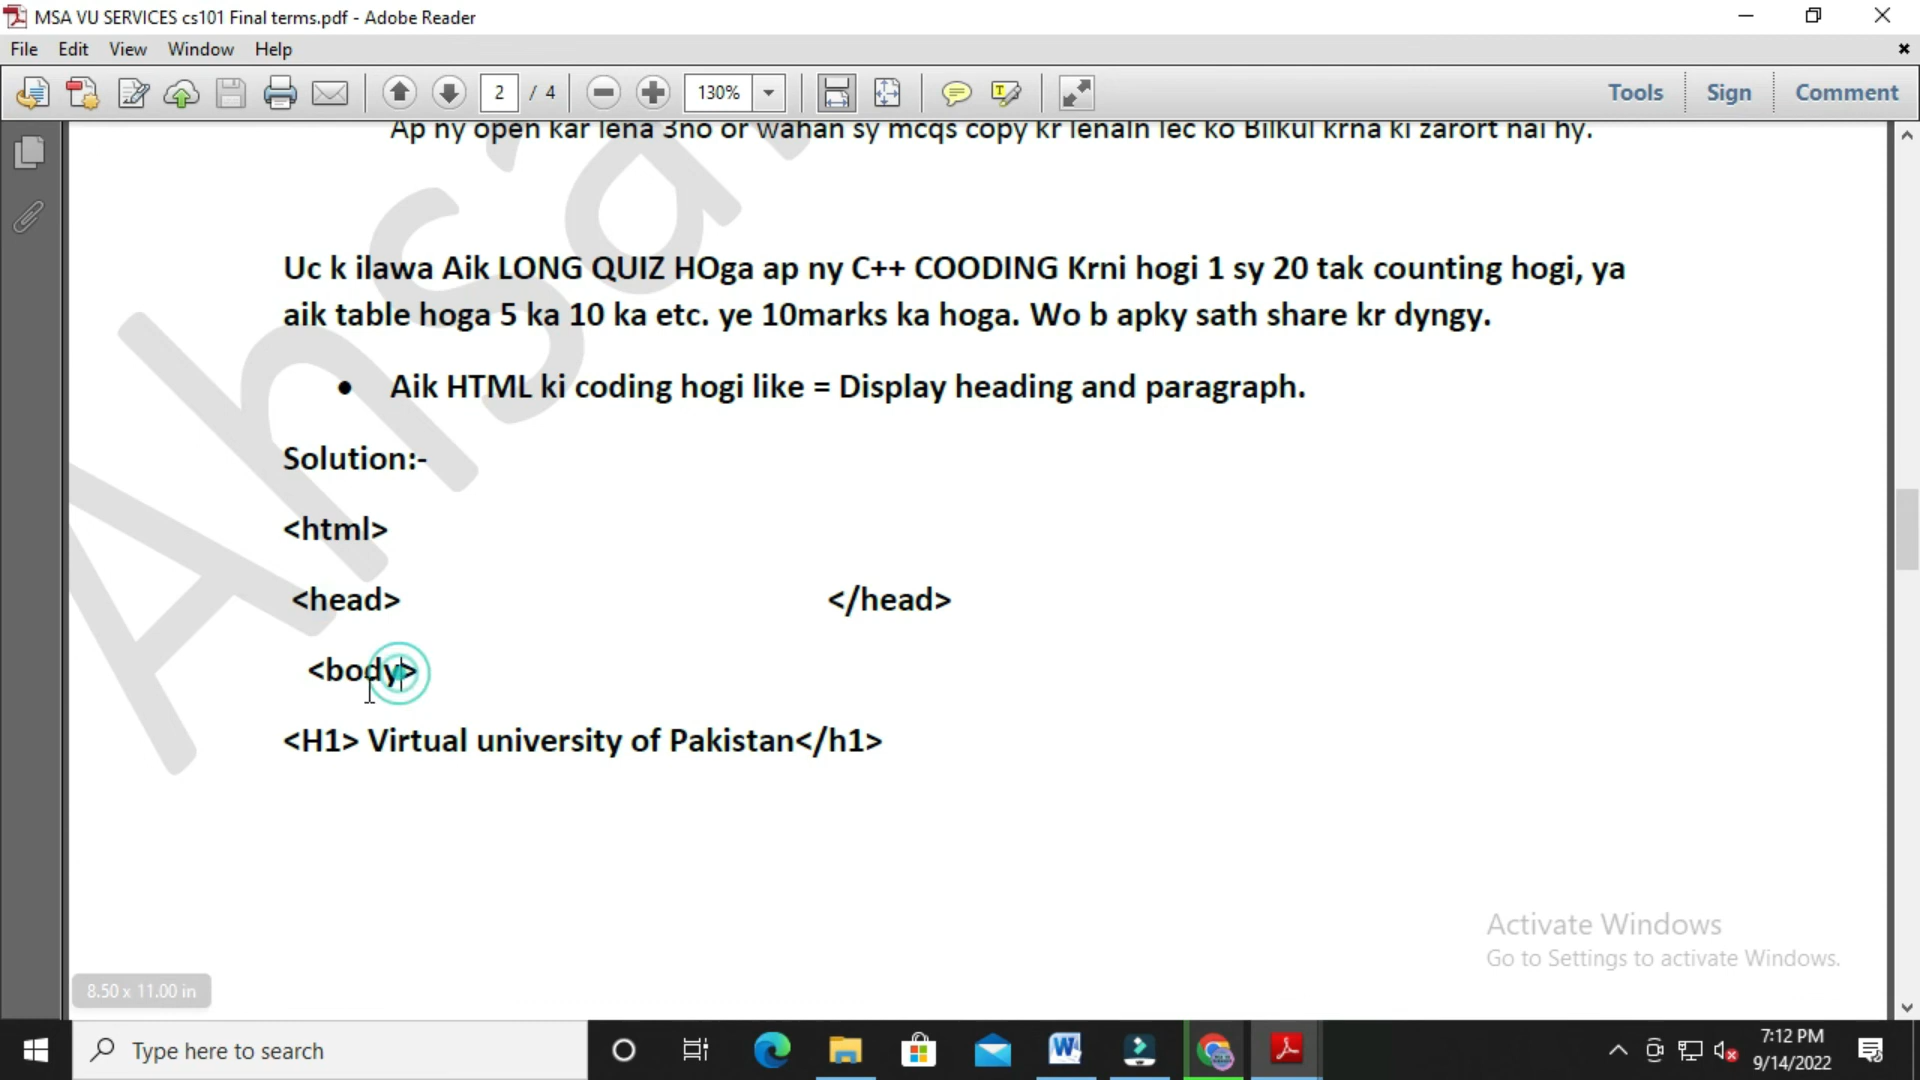 MSA VU SERVICES cs101 Final terms.pdf - Adobe Reader
File Edit View Window Help
2 / 4 130% Tools Sign Comment
Ap ny open kar lena 3no or wahan sy mcqs copy kr lenaIn lec ko Bilkul krna ki zarort nai hy.
Uc k ilawa Aik LONG QUIZ HOga ap ny C++ COODING Krni hogi 1 sy 20 tak counting hogi, ya
aik table hoga 5 ka 10 ka etc. ye 10marks ka hoga. Wo b apky sath share kr dyngy.
• Aik HTML ki coding hogi like = Display heading and paragraph.
Solution:-
<html>
<head> </head>
<body>
<H1> Virtual university of Pakistan</h1>
Ahsa
Activate Windows
Go to Settings to activate Windows.
8.50 x 11.00 in
Type here to search
7:12 PM
9/14/2022